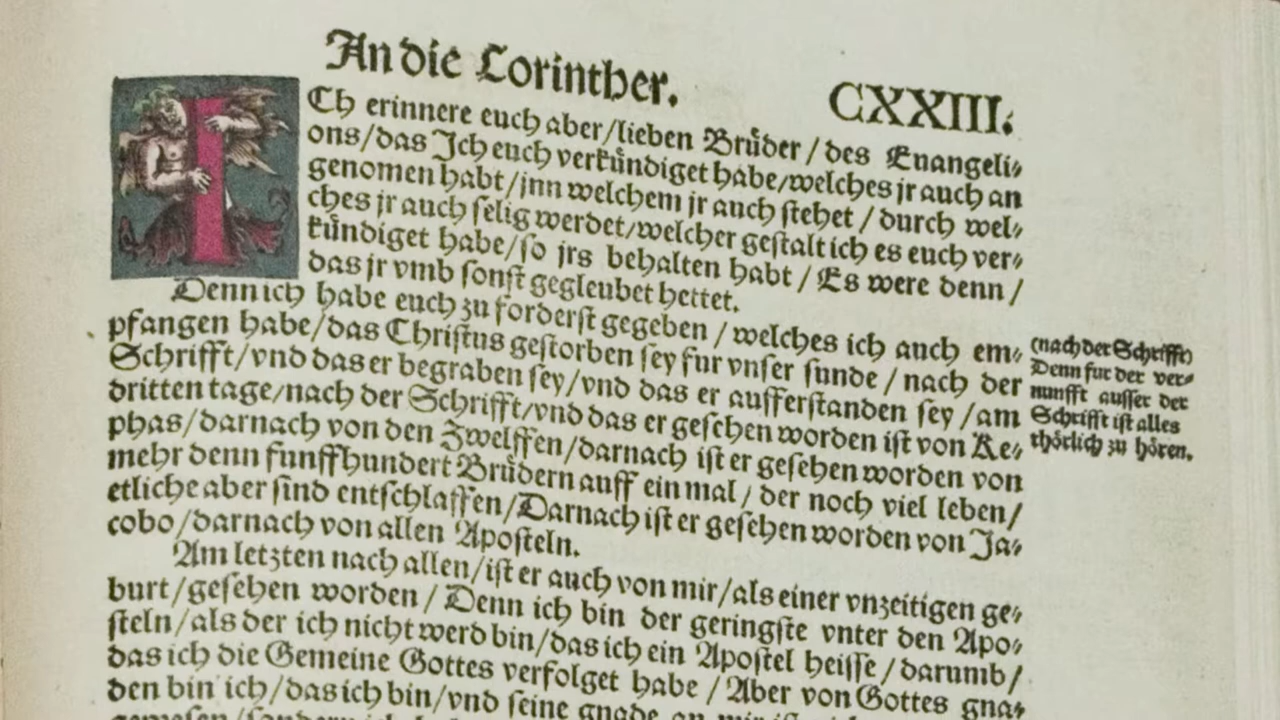 An die Corinther.
CXXIII.
ICh erinnere euch aber/lieben Brůder/des Euangeli⸗
ons/das Jch euch verkündiget habe/welches jr auch an
genomen habt/jnn welchem jr auch stehet/durch wel⸗
ches jr auch selig werdet/welcher gestalt ich es euch ver⸗
kündiget habe/so jrs behalten habt/Es were denn/
das jr vmb sonst gegleubet hettet.
Denn ich habe euch zu forderst gegeben/welches ich auch em⸗
pfangen habe/das Christus gestorben sey fur vnser sunde/nach der
Schrifft/vnd das er begraben sey/vnd das er aufferstanden sey/am
dritten tage/nach der Schrifft/vnd das er gesehen worden ist von Ke⸗
phas/darnach von den Zwelffen/darnach ist er gesehen worden von
mehr denn funffhundert Brůdern auff ein mal/der noch viel leben/
etliche aber sind entschlaffen/Darnach ist er gesehen worden von Ja⸗
cobo/darnach von allen Aposteln.
(nach der Schrifft)
Denn fur der ver⸗
nunfft ausser der
Schrifft ist alles
thörlich zu hören.
Am letzten nach allen/ist er auch von mir/als einer vnzeitigen ge⸗
burt/gesehen worden/Denn ich bin der geringste vnter den Apo⸗
steln/als der ich nicht werd bin/das ich ein Apostel heisse/darumb/
das ich die Gemeine Gottes verfolget habe/Aber von Gottes gna⸗
den bin ich/das ich bin/vnd seine gnade an mir